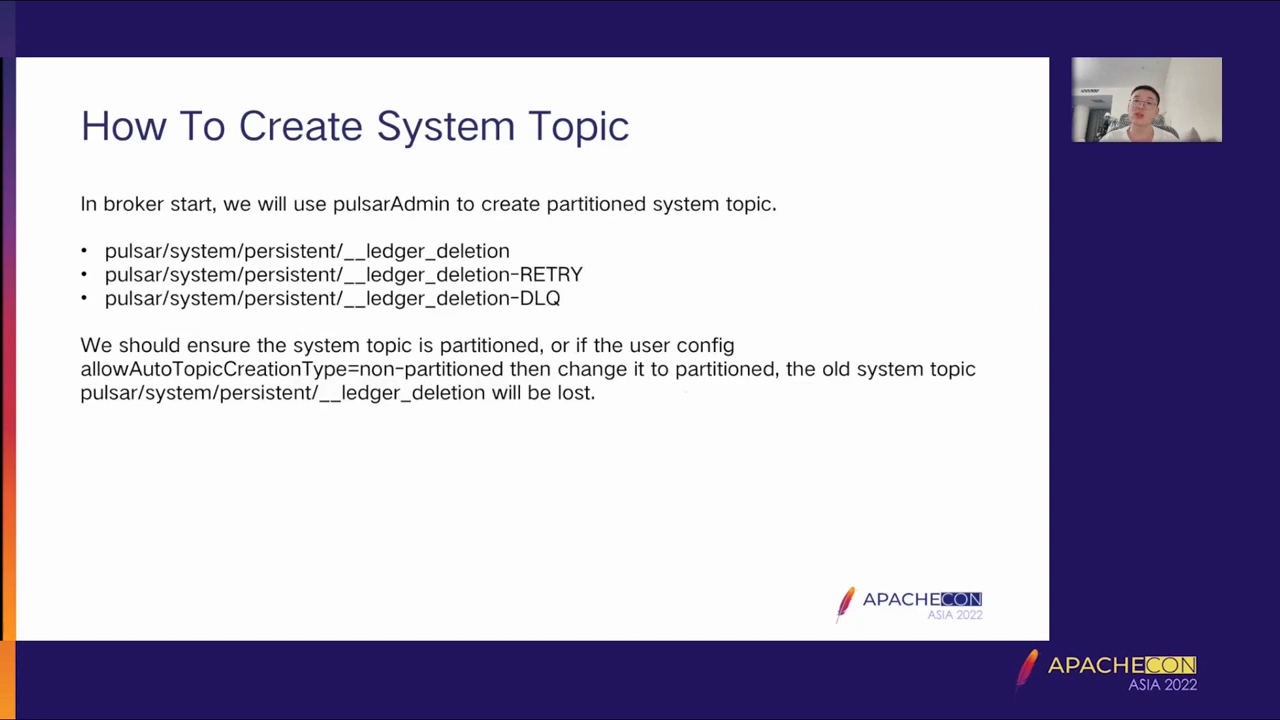 How To Create System Topic
In broker start, we will use pulsarAdmin to create partitioned system topic.
• pulsar/system/persistent/__ledger_deletion
• pulsar/system/persistent/__ledger_deletion-RETRY
• pulsar/system/persistent/__ledger_deletion-DLQ
We should ensure the system topic is partitioned, or if the user config
allowAutoTopicCreationType=non-partitioned then change it to partitioned, the old system topic
pulsar/system/persistent/__ledger_deletion will be lost.
APACHECON
ASIA 2022
APACHECON
ASIA 2022